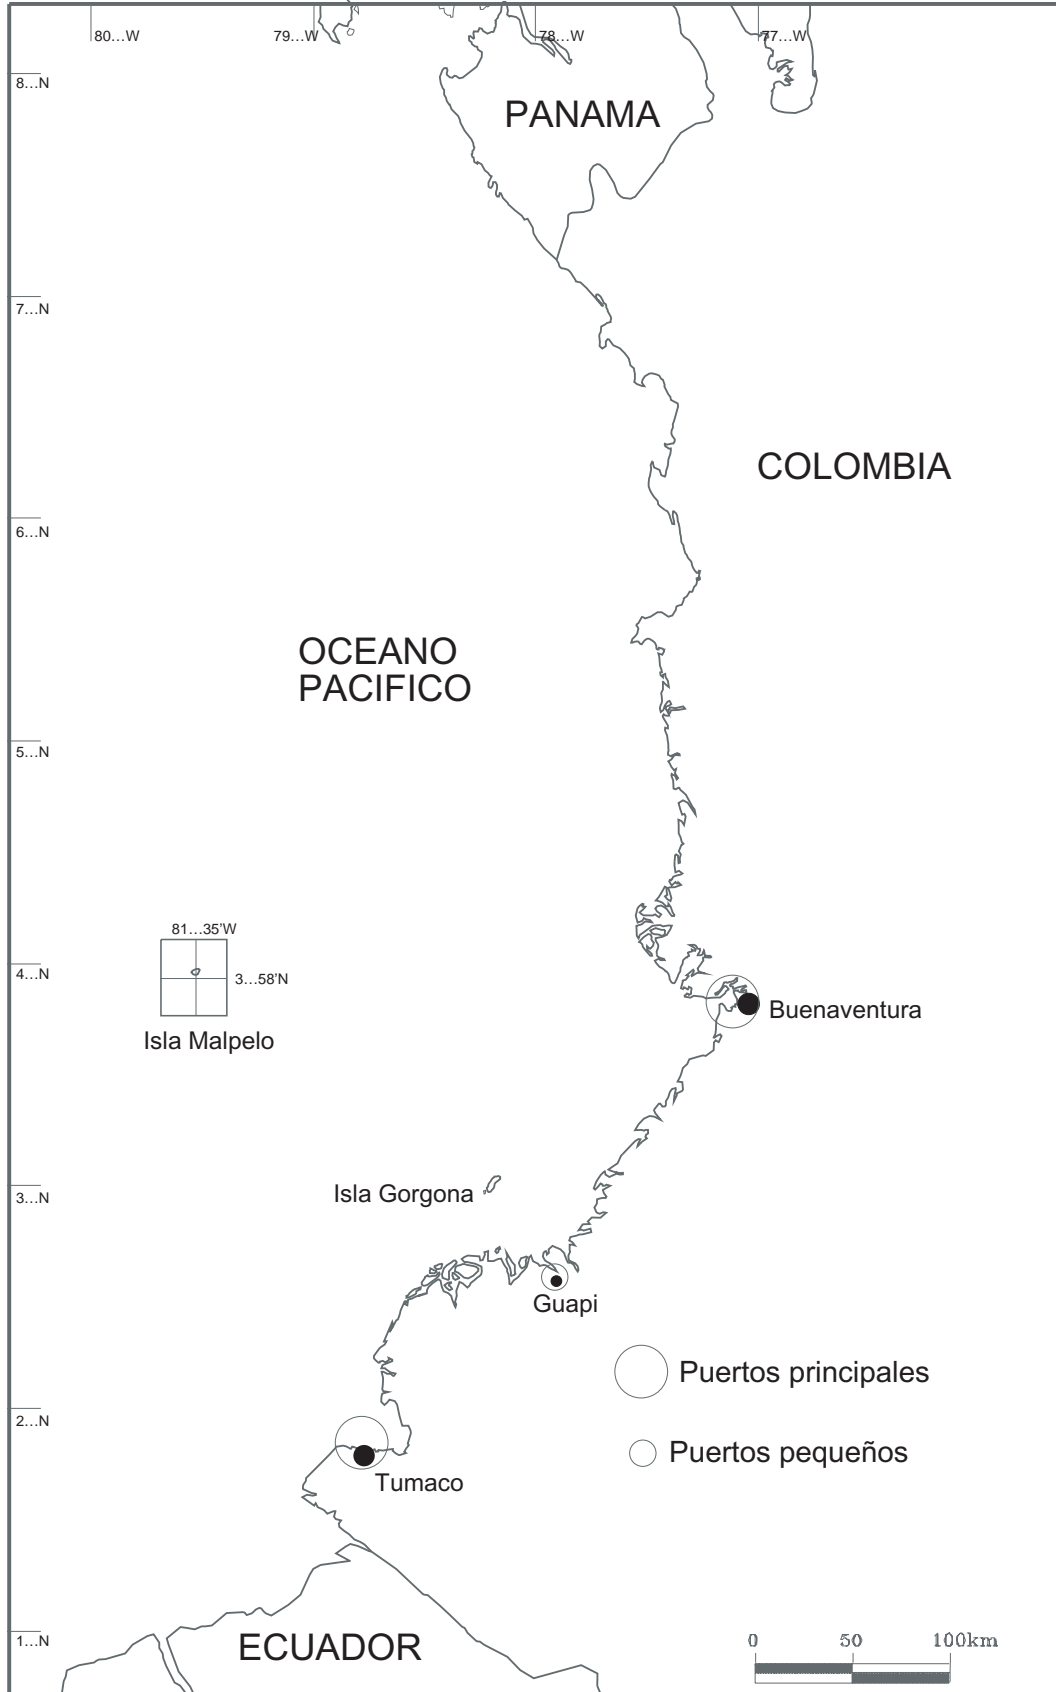 80...W
79...W
78...W
77...W
8...N
PANAMA
7...N
COLOMBIA
6...N
OCEANO
PACIFICO
5...N
81...35'W
4...N
3...58'N
Isla Malpelo
Buenaventura
3...N
Isla Gorgona
Guapi
Puertos principales
2...N
Puertos pequeños
Tumaco
1...N
ECUADOR
0 50 100km